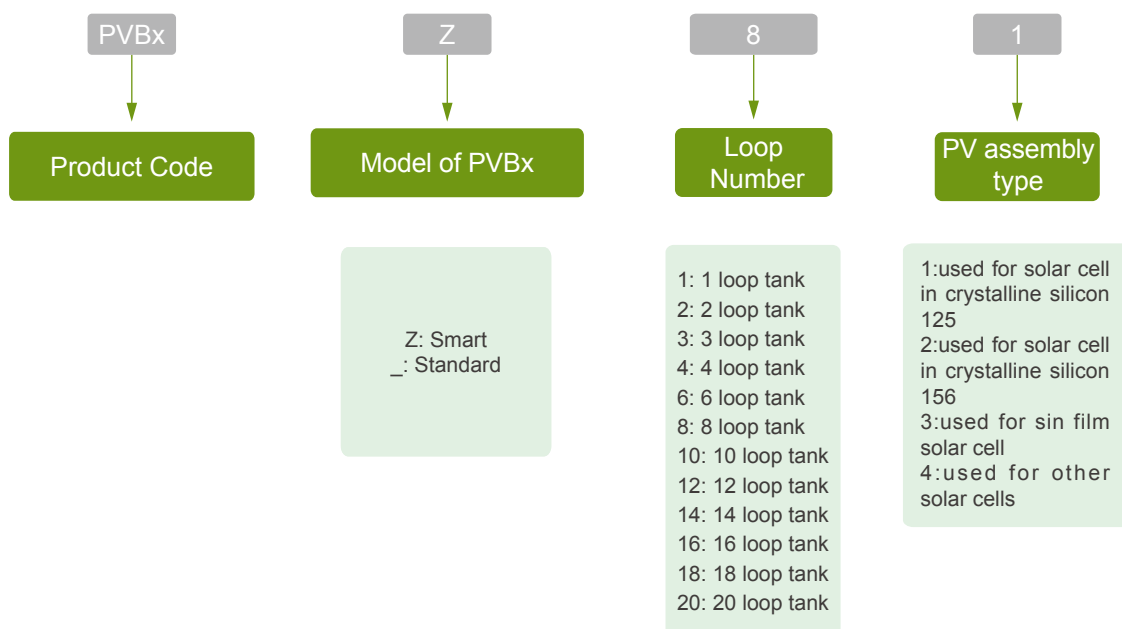 PVBx
Z
8
1
Product Code
Model of PVBx
Loop
Number
PV assembly
type
Z: Smart
_: Standard
1: 1 loop tank
2: 2 loop tank
3: 3 loop tank
4: 4 loop tank
6: 6 loop tank
8: 8 loop tank
10: 10 loop tank
12: 12 loop tank
14: 14 loop tank
16: 16 loop tank
18: 18 loop tank
20: 20 loop tank
1:used for solar cell
in crystalline silicon
125
2:used for solar cell
in crystalline silicon
156
3:used for sin film
solar cell
4:used for other
solar cells